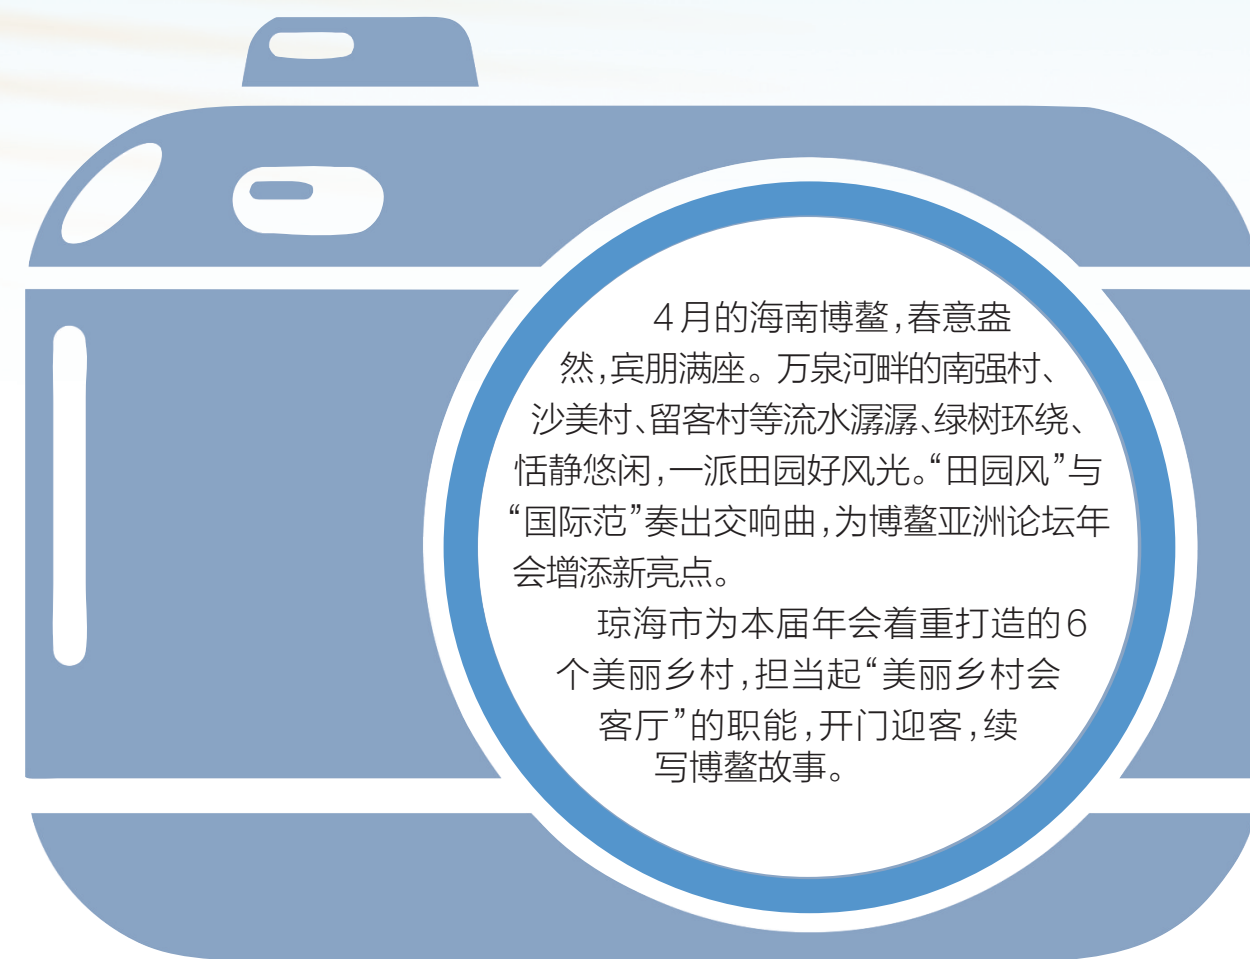 4月的海南博鳌，春意盎
然，宾朋满座。万泉河畔的南强村、
沙美村、留客村等流水潺潺、绿树环绕、
恬静悠闲，一派田园好风光。“田园风”与
“国际范”奏出交响曲，为博鳌亚洲论坛年
会增添新亮点。
琼海市为本届年会着重打造的6
个美丽乡村，担当起“美丽乡村会
客厅”的职能，开门迎客，续
写博鳌故事。